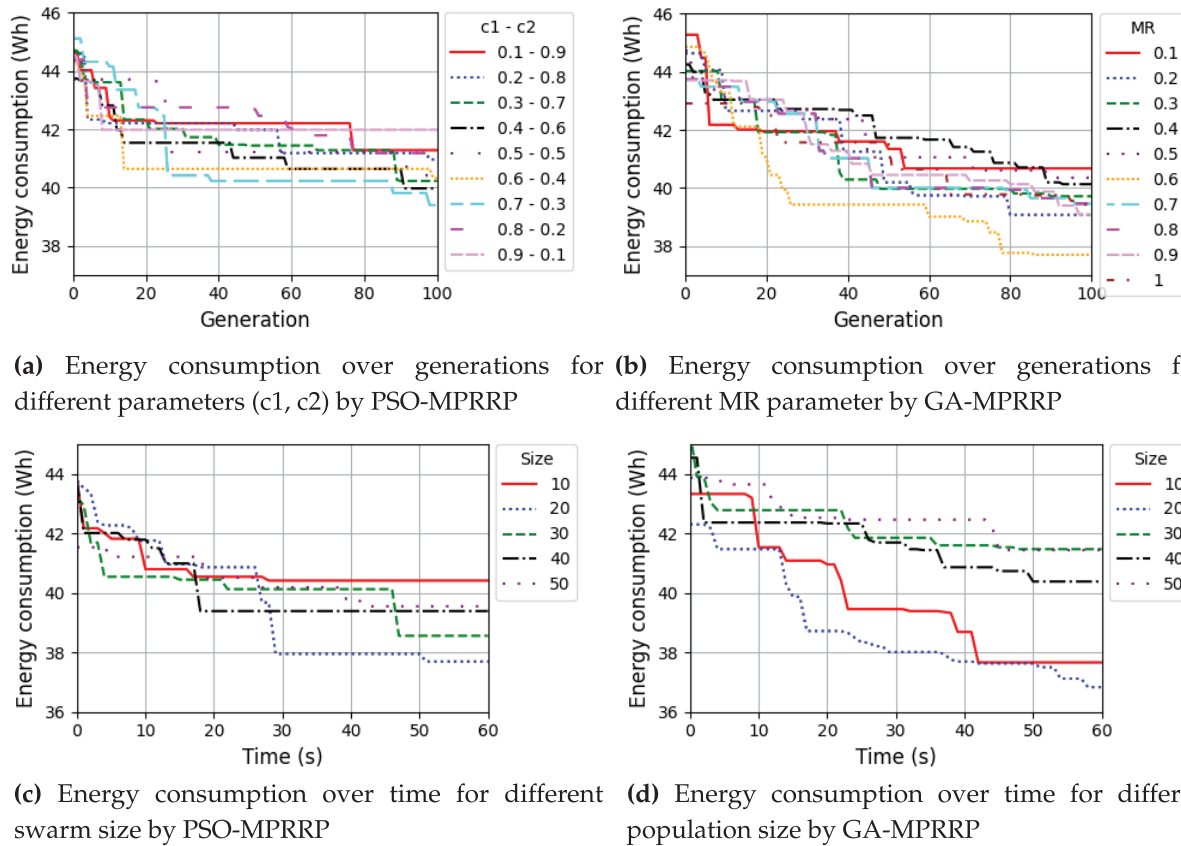 46
44
42
40
38
Energy consumption (Wh)
0 20 40 60 80 100
Generation
c1 - c2
0.1 - 0.9
0.2 - 0.8
0.3 - 0.7
0.4 - 0.6
0.5 - 0.5
0.6 - 0.4
0.7 - 0.3
0.8 - 0.2
0.9 - 0.1
46
44
42
40
38
Energy consumption (Wh)
0 20 40 60 80 100
Generation
MR
0.1
0.2
0.3
0.4
0.5
0.6
0.7
0.8
0.9
1
(a) Energy consumption over generations for
different parameters (c1, c2) by PSO-MPRRP
(b) Energy consumption over generations f
different MR parameter by GA-MPRRP
44
42
40
38
36
Energy consumption (Wh)
0 10 20 30 40 50 60
Time (s)
Size
10
20
30
40
50
44
42
40
38
36
Energy consumption (Wh)
0 10 20 30 40 50 60
Time (s)
Size
10
20
30
40
50
(c) Energy consumption over time for different
swarm size by PSO-MPRRP
(d) Energy consumption over time for differ
population size by GA-MPRRP